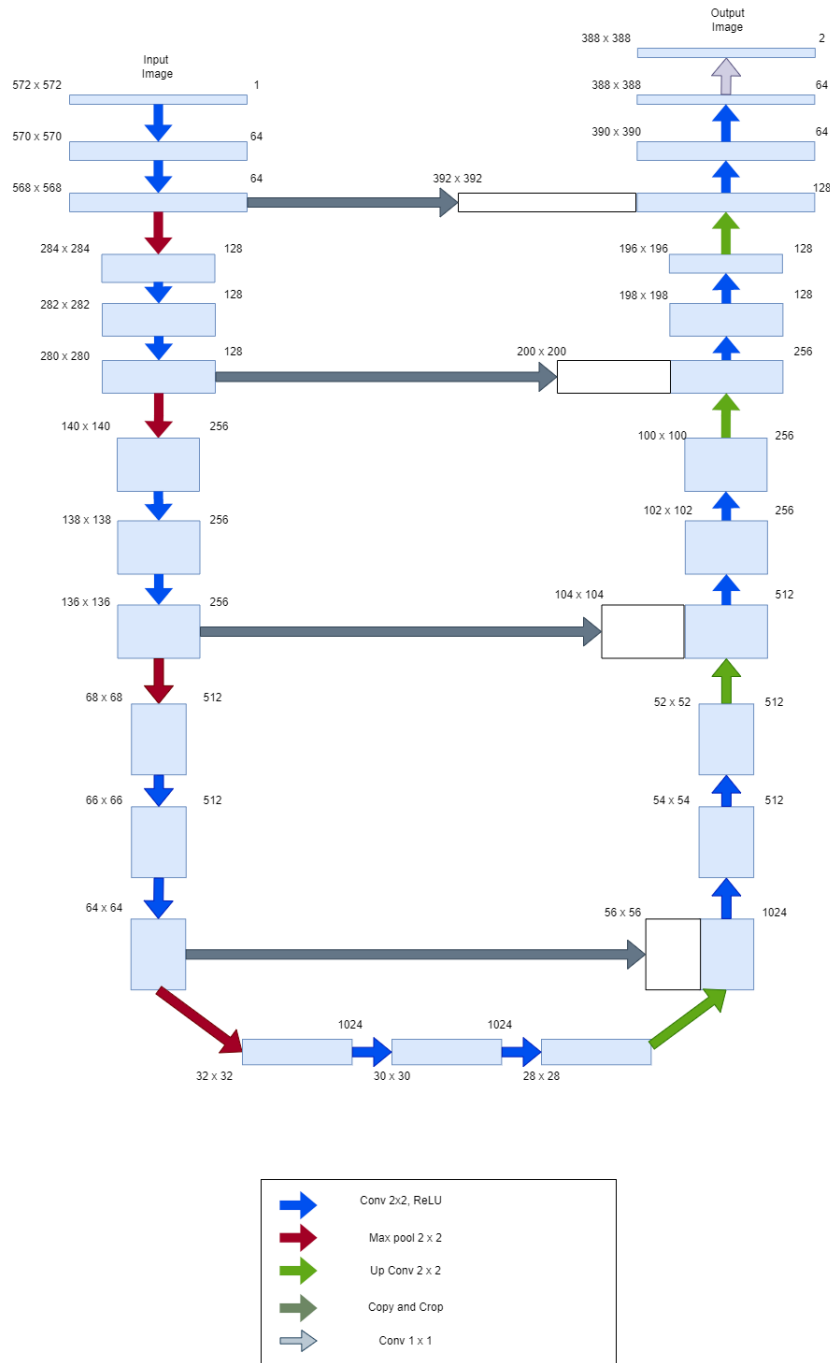 Output
Image
388 x 388
2
Input
Image
572 x 572
1
388 x 388
64
570 x 570
64
390 x 390
64
568 x 568
64
392 x 392
128
284 x 284
128
196 x 196
128
282 x 282
128
198 x 198
128
280 x 280
128
200 x 200
256
140 x 140
256
100 x 100
256
138 x 138
256
102 x 102
256
136 x 136
256
104 x 104
512
68 x 68
512
52 x 52
512
66 x 66
512
54 x 54
512
64 x 64
56 x 56
1024
1024
1024
32 x 32
30 x 30
28 x 28
Conv 2x2, ReLU
Max pool 2 x 2
Up Conv 2 x 2
Copy and Crop
Conv 1 x 1